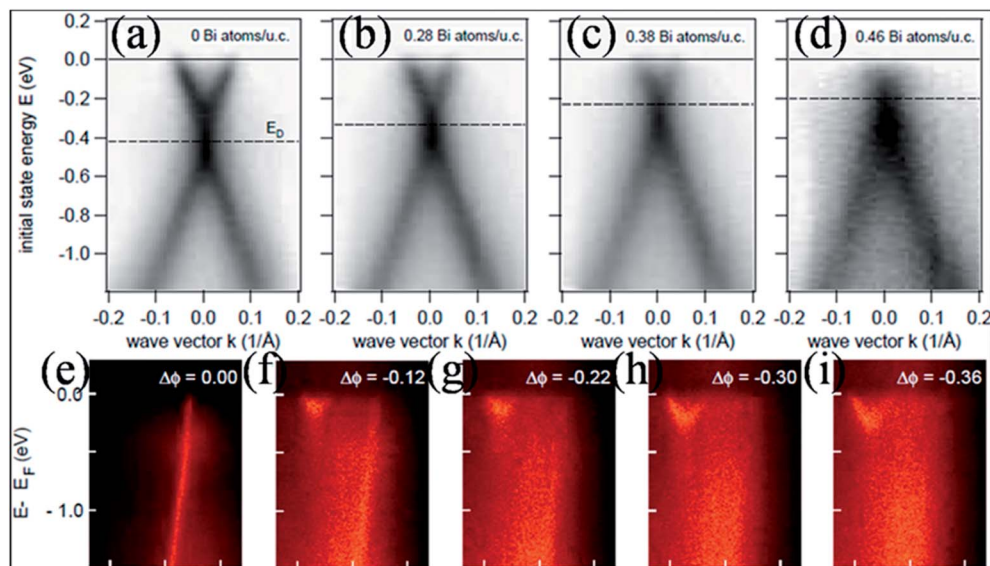 (a) 0 Bi atoms/u.c.
(b) 0.28 Bi atoms/u.c.
(c) 0.38 Bi atoms/u.c.
(d) 0.46 Bi atoms/u.c.
initial state energy E (eV)
0.2
0.0
-0.2
-0.4
-0.6
-0.8
-1.0
E_D
-0.2 -0.1 0.0 0.1 0.2
-0.2 -0.1 0.0 0.1 0.2
-0.2 -0.1 0.0 0.1 0.2
-0.2 -0.1 0.0 0.1 0.2
wave vector k (1/Å)
wave vector k (1/Å)
wave vector k (1/Å)
wave vector k (1/Å)
(e) Δϕ = 0.00
(f) Δϕ = -0.12
(g) Δϕ = -0.22
(h) Δϕ = -0.30
(i) Δϕ = -0.36
E- E_F (eV)
0.0
- 1.0